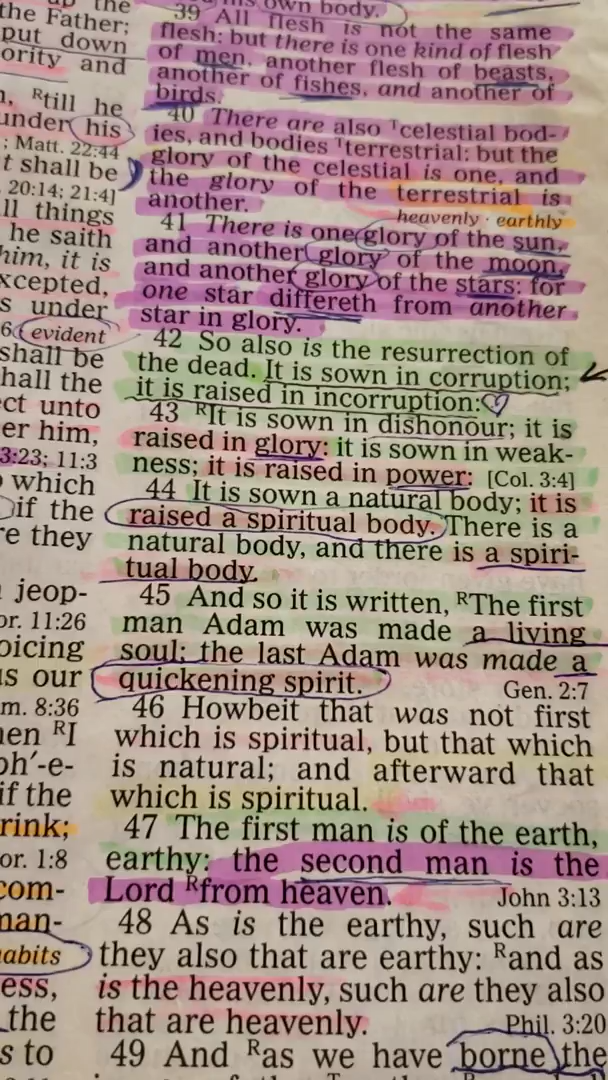 up the
the Father;
put down
ority and
till he
under his
; Matt. 22:44
t shall be
20:14; 21:4]
ll things
he saith
him, it is
xcepted,
s under
6 evident
shall be
hall the
ect unto
er him,
3:23; 11:3
which
if the
re they
jeop-
or. 11:26
oicing
us our
m. 8:36
hen ᴿI
ph′-e-
if the
rink;
or. 1:8
com-
man-
abits
ess,
the
s to
own body.
39 All flesh is not the same
flesh: but there is one kind of flesh
of men, another flesh of beasts,
another of fishes, and another of
birds.
40 There are also ᵀcelestial bod-
ies, and bodies ᵀterrestrial: but the
glory of the celestial is one, and
the glory of the terrestrial is
another.
heavenly · earthly
41 There is one glory of the sun,
and another glory of the moon,
and another glory of the stars: for
one star differeth from another
star in glory.
42 So also is the resurrection of
the dead. It is sown in corruption;
it is raised in incorruption:
43 ᴿIt is sown in dishonour; it is
raised in glory: it is sown in weak-
ness; it is raised in power: [Col. 3:4]
44 It is sown a natural body; it is
raised a spiritual body. There is a
natural body, and there is a spiri-
tual body.
45 And so it is written, ᴿThe first
man Adam was made a living
soul; the last Adam was made a
quickening spirit. Gen. 2:7
46 Howbeit that was not first
which is spiritual, but that which
is natural; and afterward that
which is spiritual.
47 The first man is of the earth,
earthy: the second man is the
Lord ᴿfrom heaven. John 3:13
48 As is the earthy, such are
they also that are earthy: ᴿand as
is the heavenly, such are they also
that are heavenly. Phil. 3:20
49 And ᴿas we have borne the